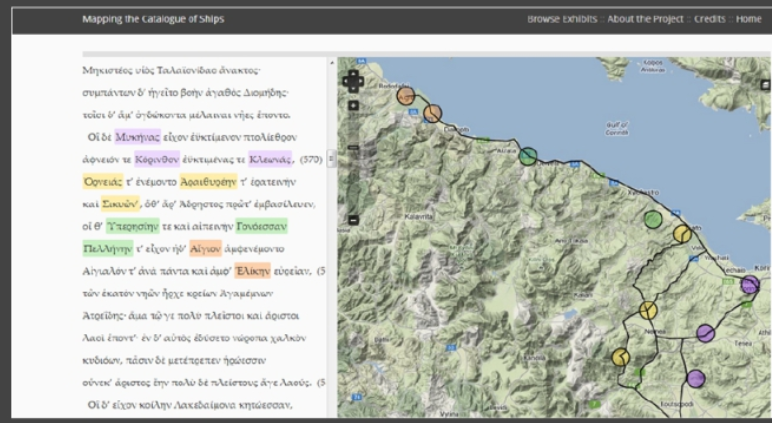 Mapping the Catalogue of Ships
Browse Exhibits :: About the Project :: Credits :: Home
Μηκιστέος υἱὸς Ταλαϊονίδαο ἄνακτος·
συμπάντων δ' ἡγεῖτο βοὴν ἀγαθὸς Διομήδης·
τοῖσι δ' ἅμ' ὀγδώκοντα μέλαιναι νῆες ἕποντο.
Οἳ δὲ Μυκήνας εἶχον ἐϋκτίμενον πτολίεθρον
ἀφνειόν τε Κόρινθον ἐϋκτιμένας τε Κλεωνάς, (570)
Ὀρνειάς τ' ἐνέμοντο Ἀραιθυρέην τ' ἐρατεινὴν
καὶ Σικυῶν', ὅθ' ἄρ' Ἄδρηστος πρῶτ' ἐμβασίλευεν,
οἵ θ' Ὑπερησίην τε καὶ αἰπεινὴν Γονόεσσαν
Πελλήνην τ' εἶχον ἠδ' Αἴγιον ἀμφενέμοντο
Αἰγιαλόν τ' ἀνὰ πάντα καὶ ἀμφ' Ἑλίκην εὐρεῖαν, (5
τῶν ἑκατὸν νηῶν ἦρχε κρείων Ἀγαμέμνων
Ἀτρεΐδης· ἅμα τῷ γε πολὺ πλεῖστοι καὶ ἄριστοι
λαοὶ ἕποντ'· ἐν δ' αὐτὸς ἐδύσετο νώροπα χαλκὸν
κυδιόων, πᾶσιν δὲ μετέπρεπεν ἡρώεσσιν
οὕνεκ' ἄριστος ἔην πολὺ δὲ πλείστους ἄγε λαούς. (5
Οἳ δ' εἶχον κοίλην Λακεδαίμονα κητώεσσαν,
Gulf of
Corinth
Kalavrita
Nemea